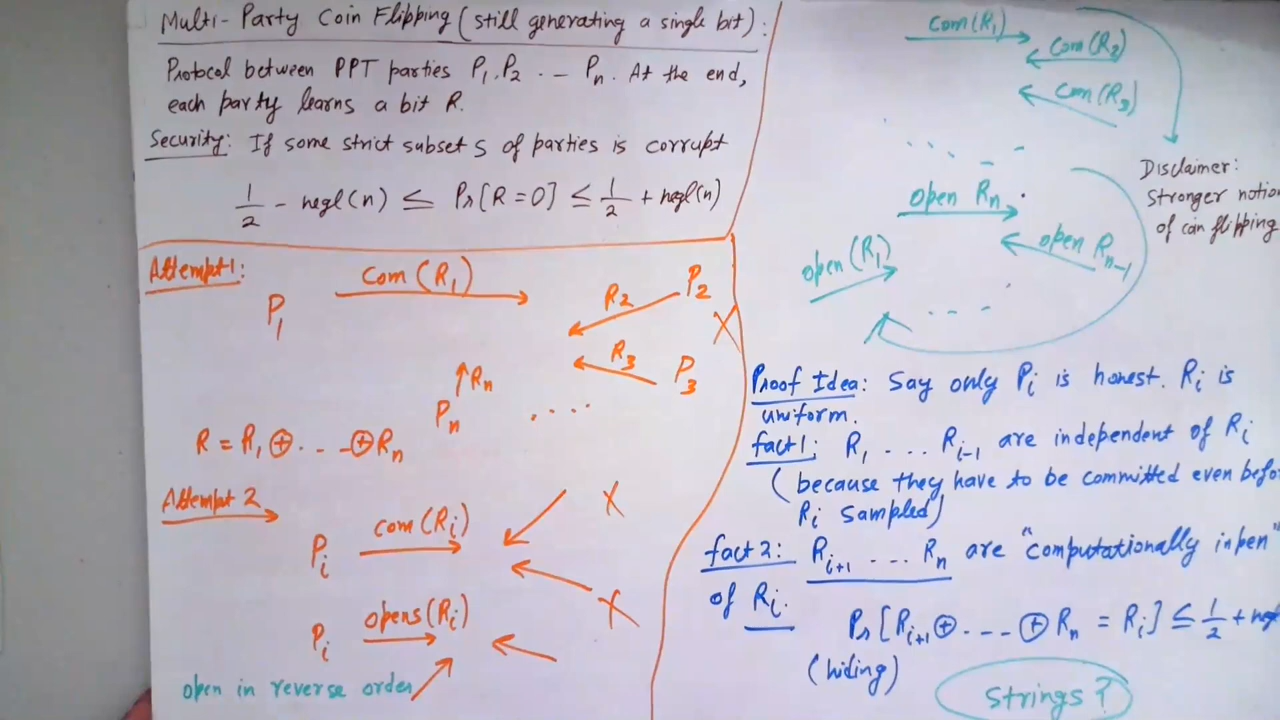 Multi-Party Coin Flipping (still generating a single bit):
Protocol between PPT parties P₁, P₂ . . – Pₙ. At the end,
each party learns a bit R.
Security: If some strict subset S of parties is corrupt
1/2 - negl(n) ≤ Pr[R=0] ≤ 1/2 + negl(n)
Attempt 1:
Com(R₁)
P₁
R₂
P₂
X
R₃
P₃
↑Rₙ
Pₙ
. . . .
R = R₁ ⊕ . . _ ⊕ Rₙ
Attempt 2
Pᵢ com(Rᵢ)
X
X
Pᵢ opens(Rᵢ)
open in reverse order
com(R₁)
com(R₂)
com(R₃)
Disclaimer:
Stronger notion
of coin flipping
open Rₙ
open Rₙ₋₁
open(R₁)
Proof Idea: Say only Pᵢ is honest. Rᵢ is
uniform.
fact 1: R₁ . . . Rᵢ₋₁ are independent of Rᵢ
(because they have to be committed even befo
Rᵢ sampled)
fact 2: Rᵢ₊₁ . . . Rₙ are "computationally inpen"
of Rᵢ.
Pr[Rᵢ₊₁ ⊕ . _ _ _ ⊕ Rₙ = Rᵢ] ≤ 1/2 + neg
(hiding)
Strings?